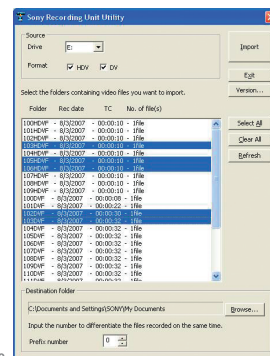 Sony Recording Unit Utility
Source
Drive E:
Format HDV DV
Import
Exit
Version...
Select the folders containing video files you want to import.
Folder Rec date TC No. of file(s)
100HDVF - 8/3/2007 - 00:00:10 - 1file
101HDVF - 8/3/2007 - 00:00:10 - 1file
102HDVF - 8/3/2007 - 00:00:10 - 1file
103HDVF - 8/3/2007 - 00:00:10 - 1file
104HDVF - 8/3/2007 - 00:00:10 - 1file
105HDVF - 8/3/2007 - 00:00:10 - 1file
106HDVF - 8/3/2007 - 00:00:10 - 1file
107HDVF - 8/3/2007 - 00:00:10 - 1file
108HDVF - 8/3/2007 - 00:00:10 - 1file
109HDVF - 8/3/2007 - 00:00:10 - 1file
100DVF - 8/3/2007 - 00:00:08 - 1file
101DVF - 8/3/2007 - 00:00:22 - 1file
102DVF - 8/3/2007 - 00:00:30 - 1file
103DVF - 8/3/2007 - 00:00:32 - 1file
104DVF - 8/3/2007 - 00:00:32 - 1file
105DVF - 8/3/2007 - 00:00:32 - 1file
106DVF - 8/3/2007 - 00:00:32 - 1file
107DVF - 8/3/2007 - 00:00:32 - 1file
108DVF - 8/3/2007 - 00:00:32 - 1file
109DVF - 8/3/2007 - 00:00:32 - 1file
110DVF - 8/3/2007 - 00:00:32 - 1file
Select All
Clear All
Refresh
Destination folder
C:\Documents and Settings\SONY\My Documents
Browse...
Input the number to differentiate the files recorded on the same time.
Prefix number 0